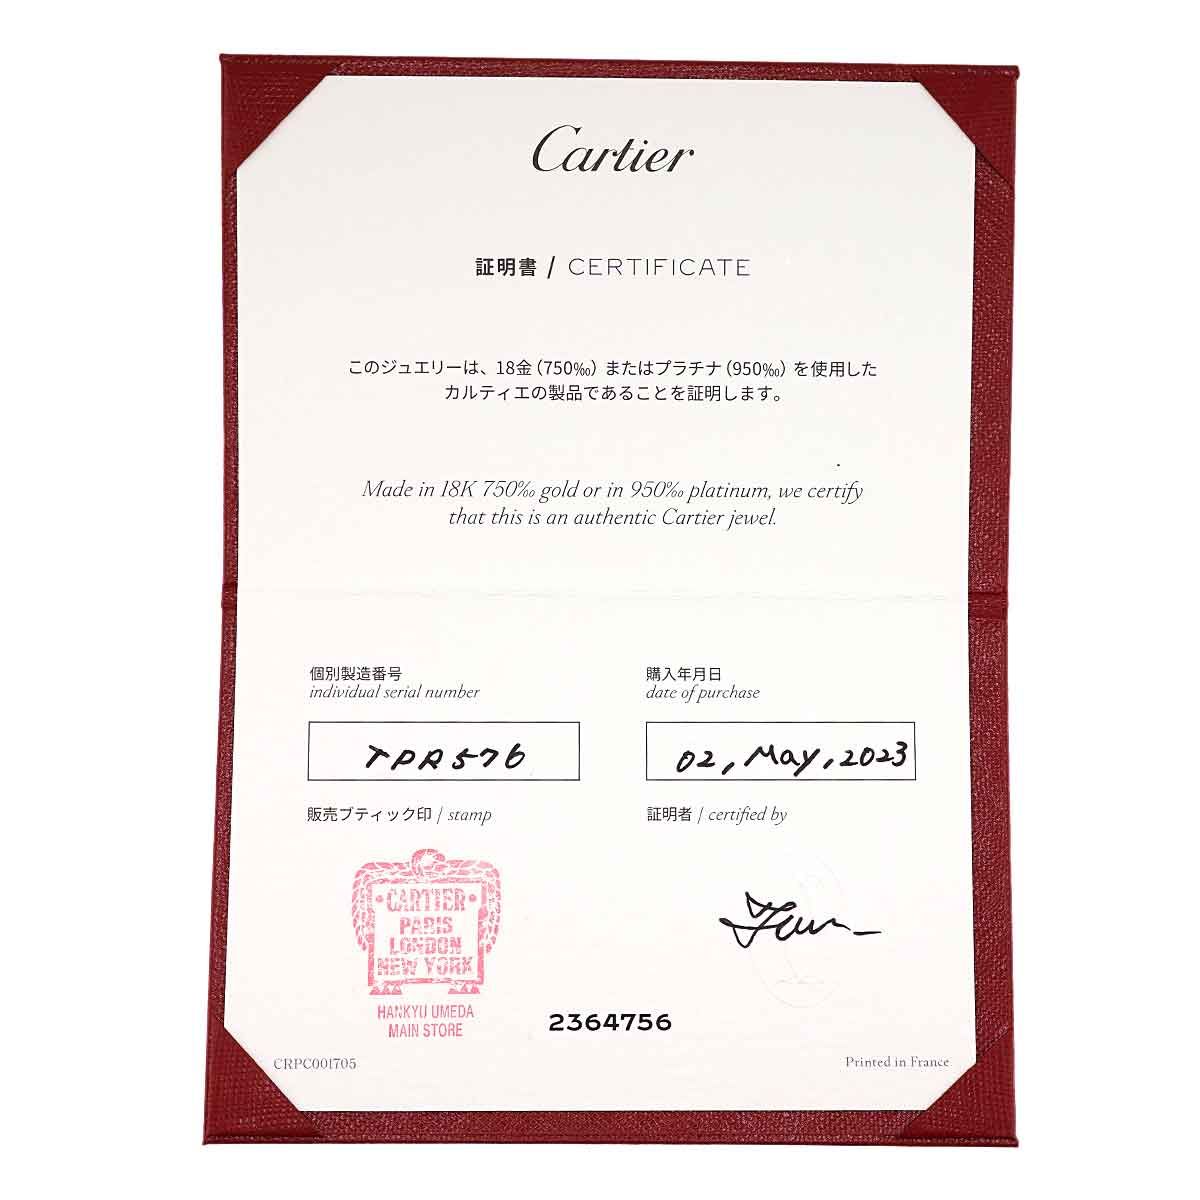 Cartier
証明書 / CERTIFICATE
このジュエリーは、18金(750‰)またはプラチナ(950‰)を使用した
カルティエの製品であることを証明します。
Made in 18K 750‰ gold or in 950‰ platinum, we certify
that this is an authentic Cartier jewel.
個別製造番号
individual serial number
TPA576
購入年月日
date of purchase
02, May, 2023
販売ブティック印 / stamp
証明者 / certified by
CARTIER
PARIS
LONDON
NEW YORK
HANKYU UMEDA
MAIN STORE
2364756
CRPC001705
Printed in France